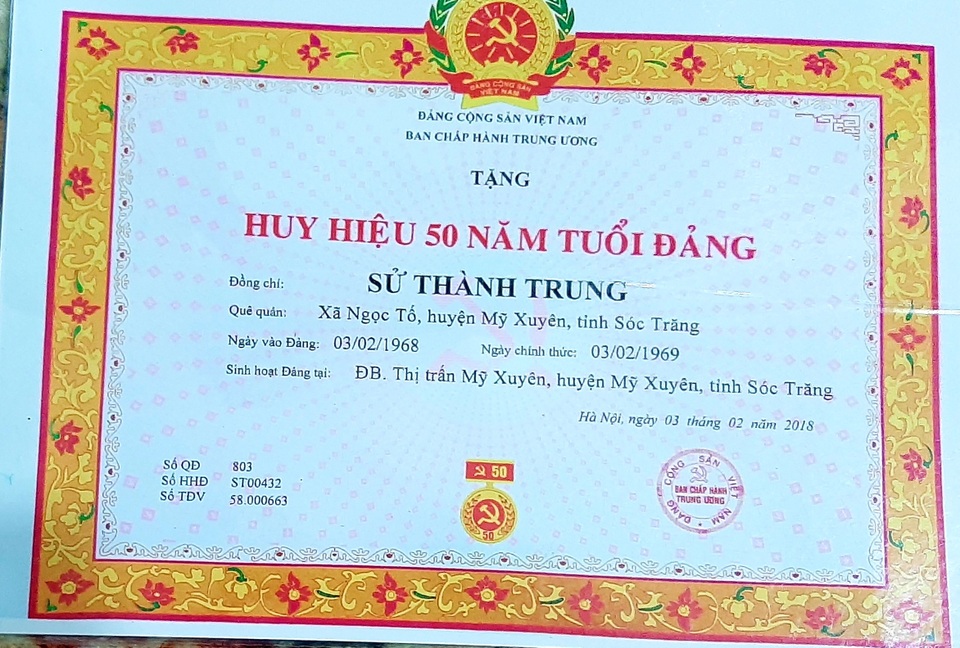 ĐẢNG CỘNG SẢN
VIỆT NAM
ĐẢNG CỘNG SẢN VIỆT NAM
BAN CHẤP HÀNH TRUNG ƯƠNG
TẶNG
HUY HIỆU 50 NĂM TUỔI ĐẢNG
Đồng chí: SỬ THÀNH TRUNG
Quê quán: Xã Ngọc Tố, huyện Mỹ Xuyên, tỉnh Sóc Trăng
Ngày vào Đảng: 03/02/1968 Ngày chính thức: 03/02/1969
Sinh hoạt Đảng tại: ĐB. Thị trấn Mỹ Xuyên, huyện Mỹ Xuyên, tỉnh Sóc Trăng
Hà Nội, ngày 03 tháng 02 năm 2018
Số QĐ 803
Số HHĐ ST00432
Số TĐV 58.000663
50
50
ĐẢNG CỘNG SẢN VIỆT NAM
BAN CHẤP HÀNH
TRUNG ƯƠNG